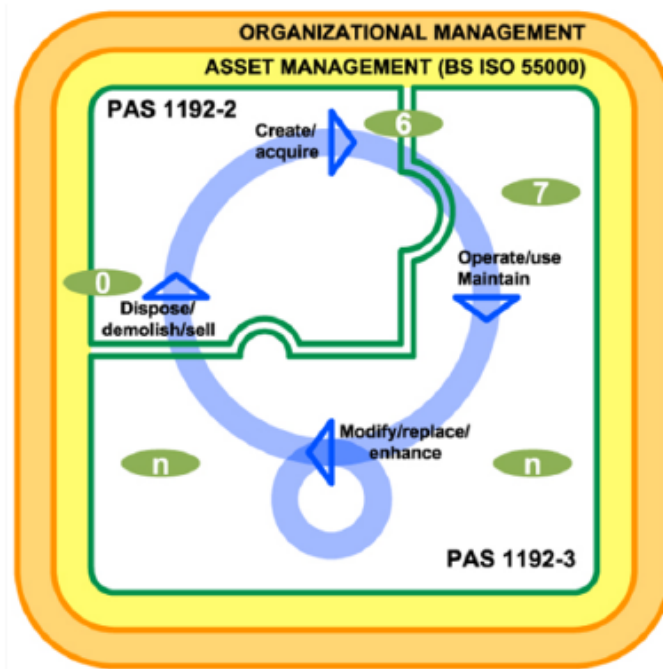 ORGANIZATIONAL MANAGEMENT
ASSET MANAGEMENT (BS ISO 55000)
PAS 1192-2
Create/
acquire
6
7
Operate/use
Maintain
0
Dispose/
demolish/sell
Modify/replace/
enhance
n
n
PAS 1192-3